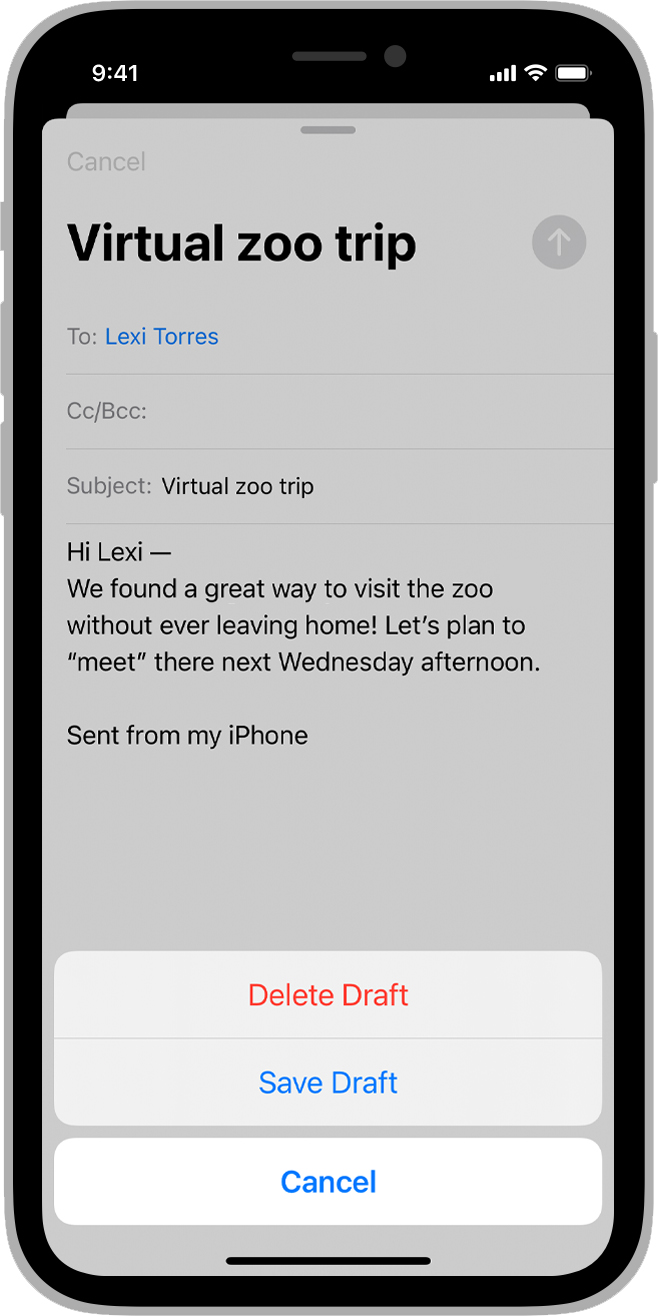 9:41
Cancel
Virtual zoo trip
To: Lexi Torres
Cc/Bcc:
Subject: Virtual zoo trip
Hi Lexi —
We found a great way to visit the zoo
without ever leaving home! Let’s plan to
“meet” there next Wednesday afternoon.
Sent from my iPhone
Delete Draft
Save Draft
Cancel